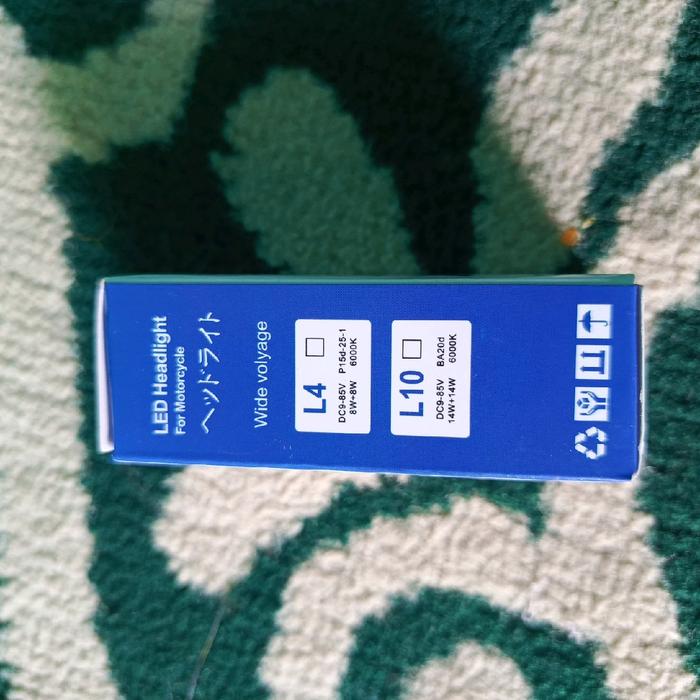 LED Headlight
For Motorcycle
ヘッドライト
Wide volyage
L4
DC9-85V P15d-25-1
8W+8W 6000K
L10
DC9-85V BA20d
14W+14W 6000K